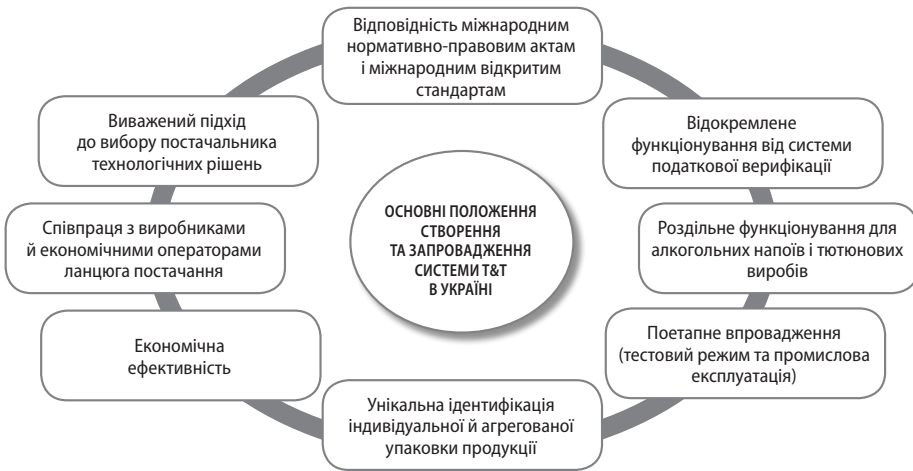 Відповідність міжнародним
нормативно-правовим актам
і міжнародним відкритим
стандартам
Виважений підхід
до вибору постачальника
технологічних рішень
Відокремлене
функціонування від системи
податкової верифікації
Співпраця з виробниками
й економічними операторами
ланцюга постачання
ОСНОВНІ ПОЛОЖЕННЯ
СТВОРЕННЯ
ТА ЗАПРОВАДЖЕННЯ
СИСТЕМИ T&T
В УКРАЇНІ
Роздільне функціонування для
алкогольних напоїв і тютюнових
виробів
Економічна
ефективність
Поетапне впровадження
(тестовий режим та промислова
експлуатація)
Унікальна ідентифікація
індивідуальної й агрегованої
упаковки продукції